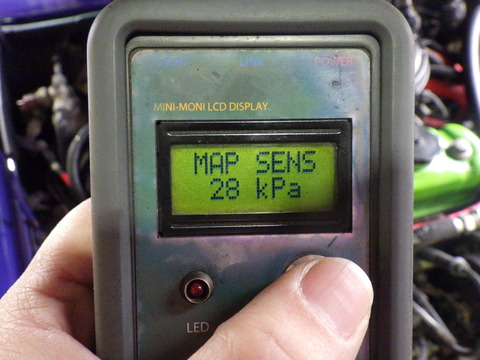 LINK
POWER
MINI-MONI LCD DISPLAY
MAP SENS
28 kPa
LED